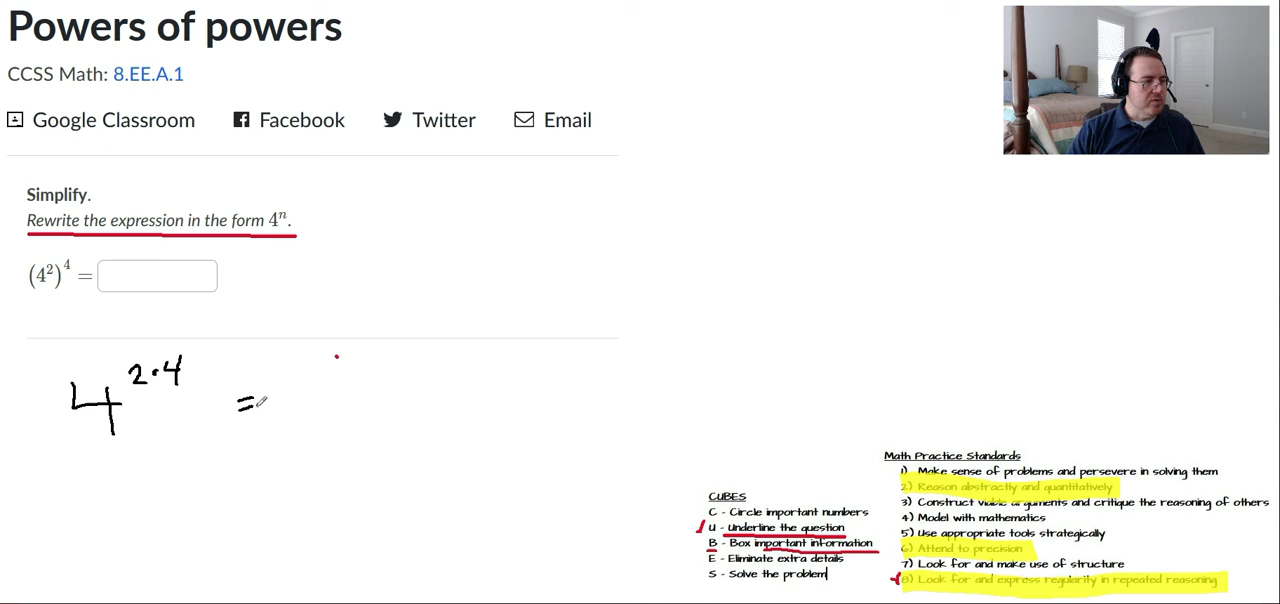 Powers of powers
CCSS Math: 8.EE.A.1
Google Classroom Facebook Twitter Email
Simplify.
Rewrite the expression in the form 4ⁿ.
(4²)⁴ =
4^2·4 =
CUBES
C - Circle important numbers
U - Underline the question
B - Box important information
E - Eliminate extra details
S - Solve the problem
Math Practice Standards
1) Make sense of problems and persevere in solving them
2) Reason abstractly and quantitatively
3) Construct viable arguments and critique the reasoning of others
4) Model with mathematics
5) Use appropriate tools strategically
6) Attend to precision
7) Look for and make use of structure
8) Look for and express regularity in repeated reasoning